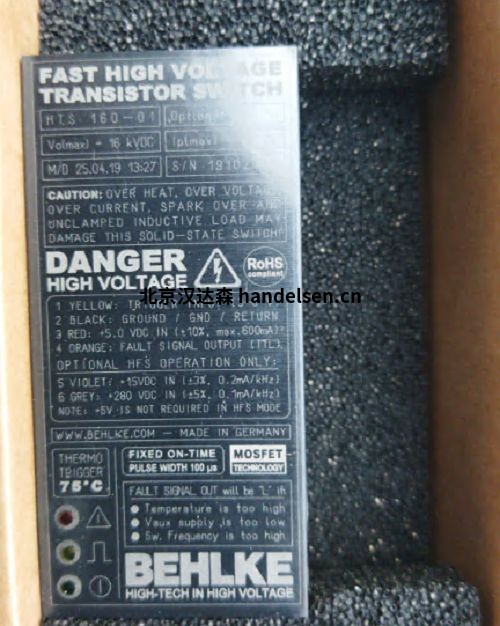 FAST HIGH VOLTAGE
TRANSISTOR SWITCH
HTS 160-01
Option
Vo(max) = 16 kVDC
Ip(max)
M/D 25.04.19 13:27
S/N
CAUTION: OVER HEAT, OVER VOLTAGE,
OVER CURRENT, SPARK OVER AND
UNCLAMPED INDUCTIVE LOAD MAY
DAMAGE THIS SOLID-STATE SWITCH!
DANGER
HIGH VOLTAGE
RoHS
compliant
北京汉达森 handelsen.cn
1 YELLOW: TRIGGER INPUT
2 BLACK: GROUND / GND / RETURN
3 RED: +5.0 VDC IN (±10%, max.600mA)
4 ORANGE: FAULT SIGNAL OUTPUT (TTL)
OPTIONAL HFS OPERATION ONLY:
5 VIOLET: +15VDC IN (±3%, 0.2mA/kHz)
6 GREY: +280 VDC IN (±5%, 0.1mA/kHz)
NOTE: +5V IS NOT REQUIRED IN HFS MODE
WWW.BEHLKE.COM – MADE IN GERMANY
THERMO
TRIGGER
75°C
FIXED ON-TIME
PULSE WIDTH 100 µs
MOSFET
TECHNOLOGY
FAULT SIGNAL OUT will be "L" if:
Temperature is too high
Vaux supply is too low
Sw. Frequency is too high
BEHLKE
HIGH-TECH IN HIGH VOLTAGE